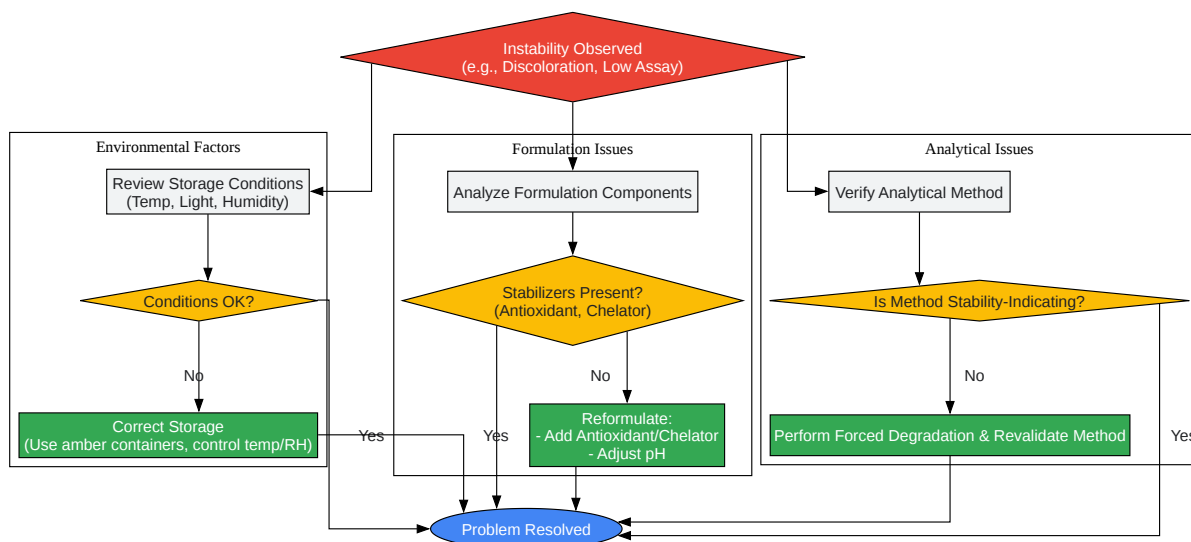 Instability Observed
(e.g., Discoloration, Low Assay)
Environmental Factors
Review Storage Conditions
(Temp, Light, Humidity)
Conditions OK?
No
Correct Storage
(Use amber containers, control temp/RH)
Yes
Formulation Issues
Analyze Formulation Components
Stabilizers Present?
(Antioxidant, Chelator)
No
Yes
Reformulate:
- Add Antioxidant/Chelator
- Adjust pH
Analytical Issues
Verify Analytical Method
Is Method Stability-Indicating?
No
Perform Forced Degradation & Revalidate Method
Yes
Problem Resolved